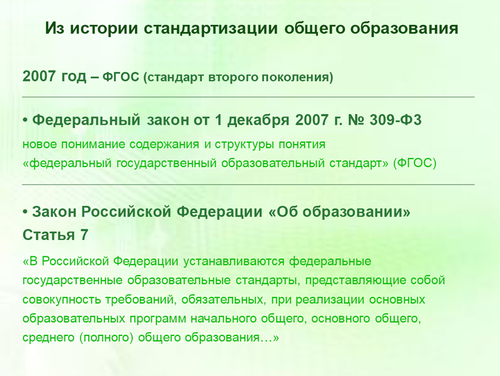 Из истории стандартизации общего образования
2007 год – ФГОС (стандарт второго поколения)
• Федеральный закон от 1 декабря 2007 г. № 309-ФЗ
новое понимание содержания и структуры понятия
«федеральный государственный образовательный стандарт» (ФГОС)
• Закон Российской Федерации «Об образовании»
Статья 7
«В Российской Федерации устанавливаются федеральные
государственные образовательные стандарты, представляющие собой
совокупность требований, обязательных, при реализации основных
образовательных программ начального общего, основного общего,
среднего (полного) общего образования…»